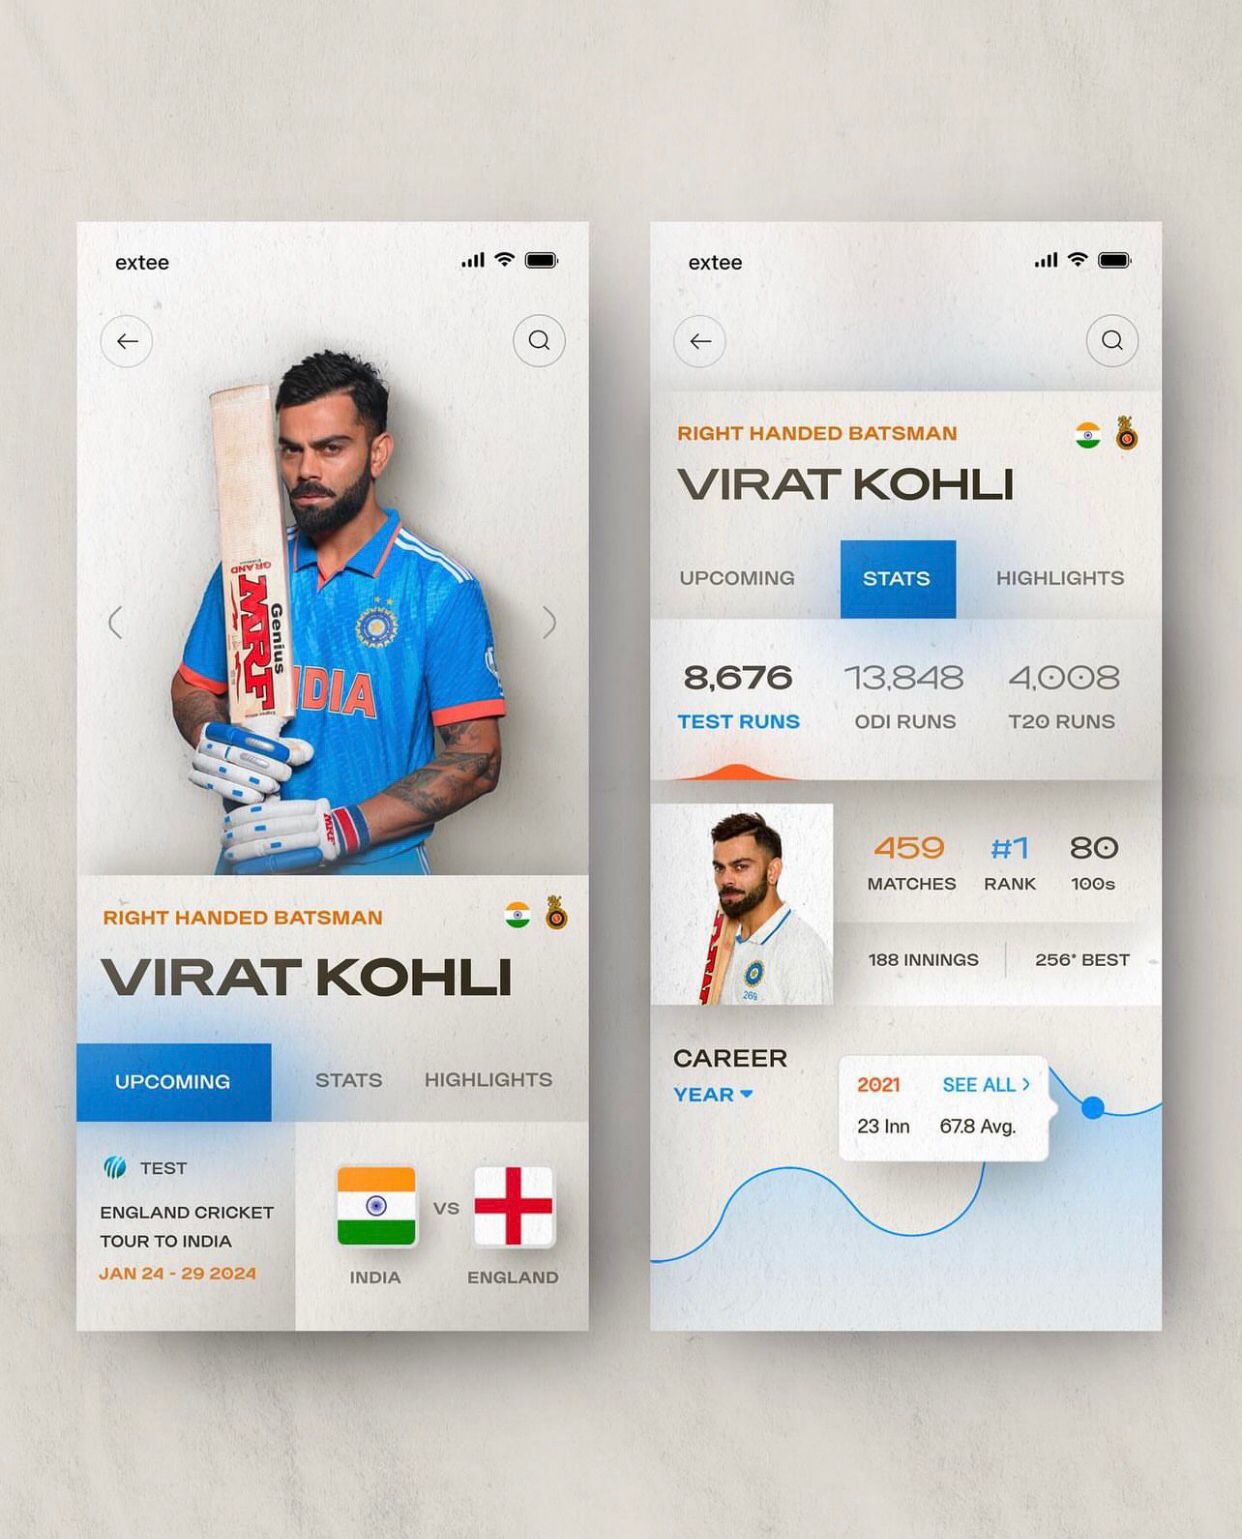 extee
GRAND
MRF
Genius
INDIA
MRF
RIGHT HANDED BATSMAN
VIRAT KOHLI
UPCOMING
STATS
HIGHLIGHTS
TEST
ENGLAND CRICKET
TOUR TO INDIA
JAN 24 - 29 2024
VS
INDIA
ENGLAND
extee
RIGHT HANDED BATSMAN
VIRAT KOHLI
UPCOMING
STATS
HIGHLIGHTS
8,676
TEST RUNS
13,848
ODI RUNS
4,008
T20 RUNS
459
MATCHES
#1
RANK
80
100s
188 INNINGS
256* BEST
269
CAREER
YEAR
2021
SEE ALL >
23 Inn
67.8 Avg.